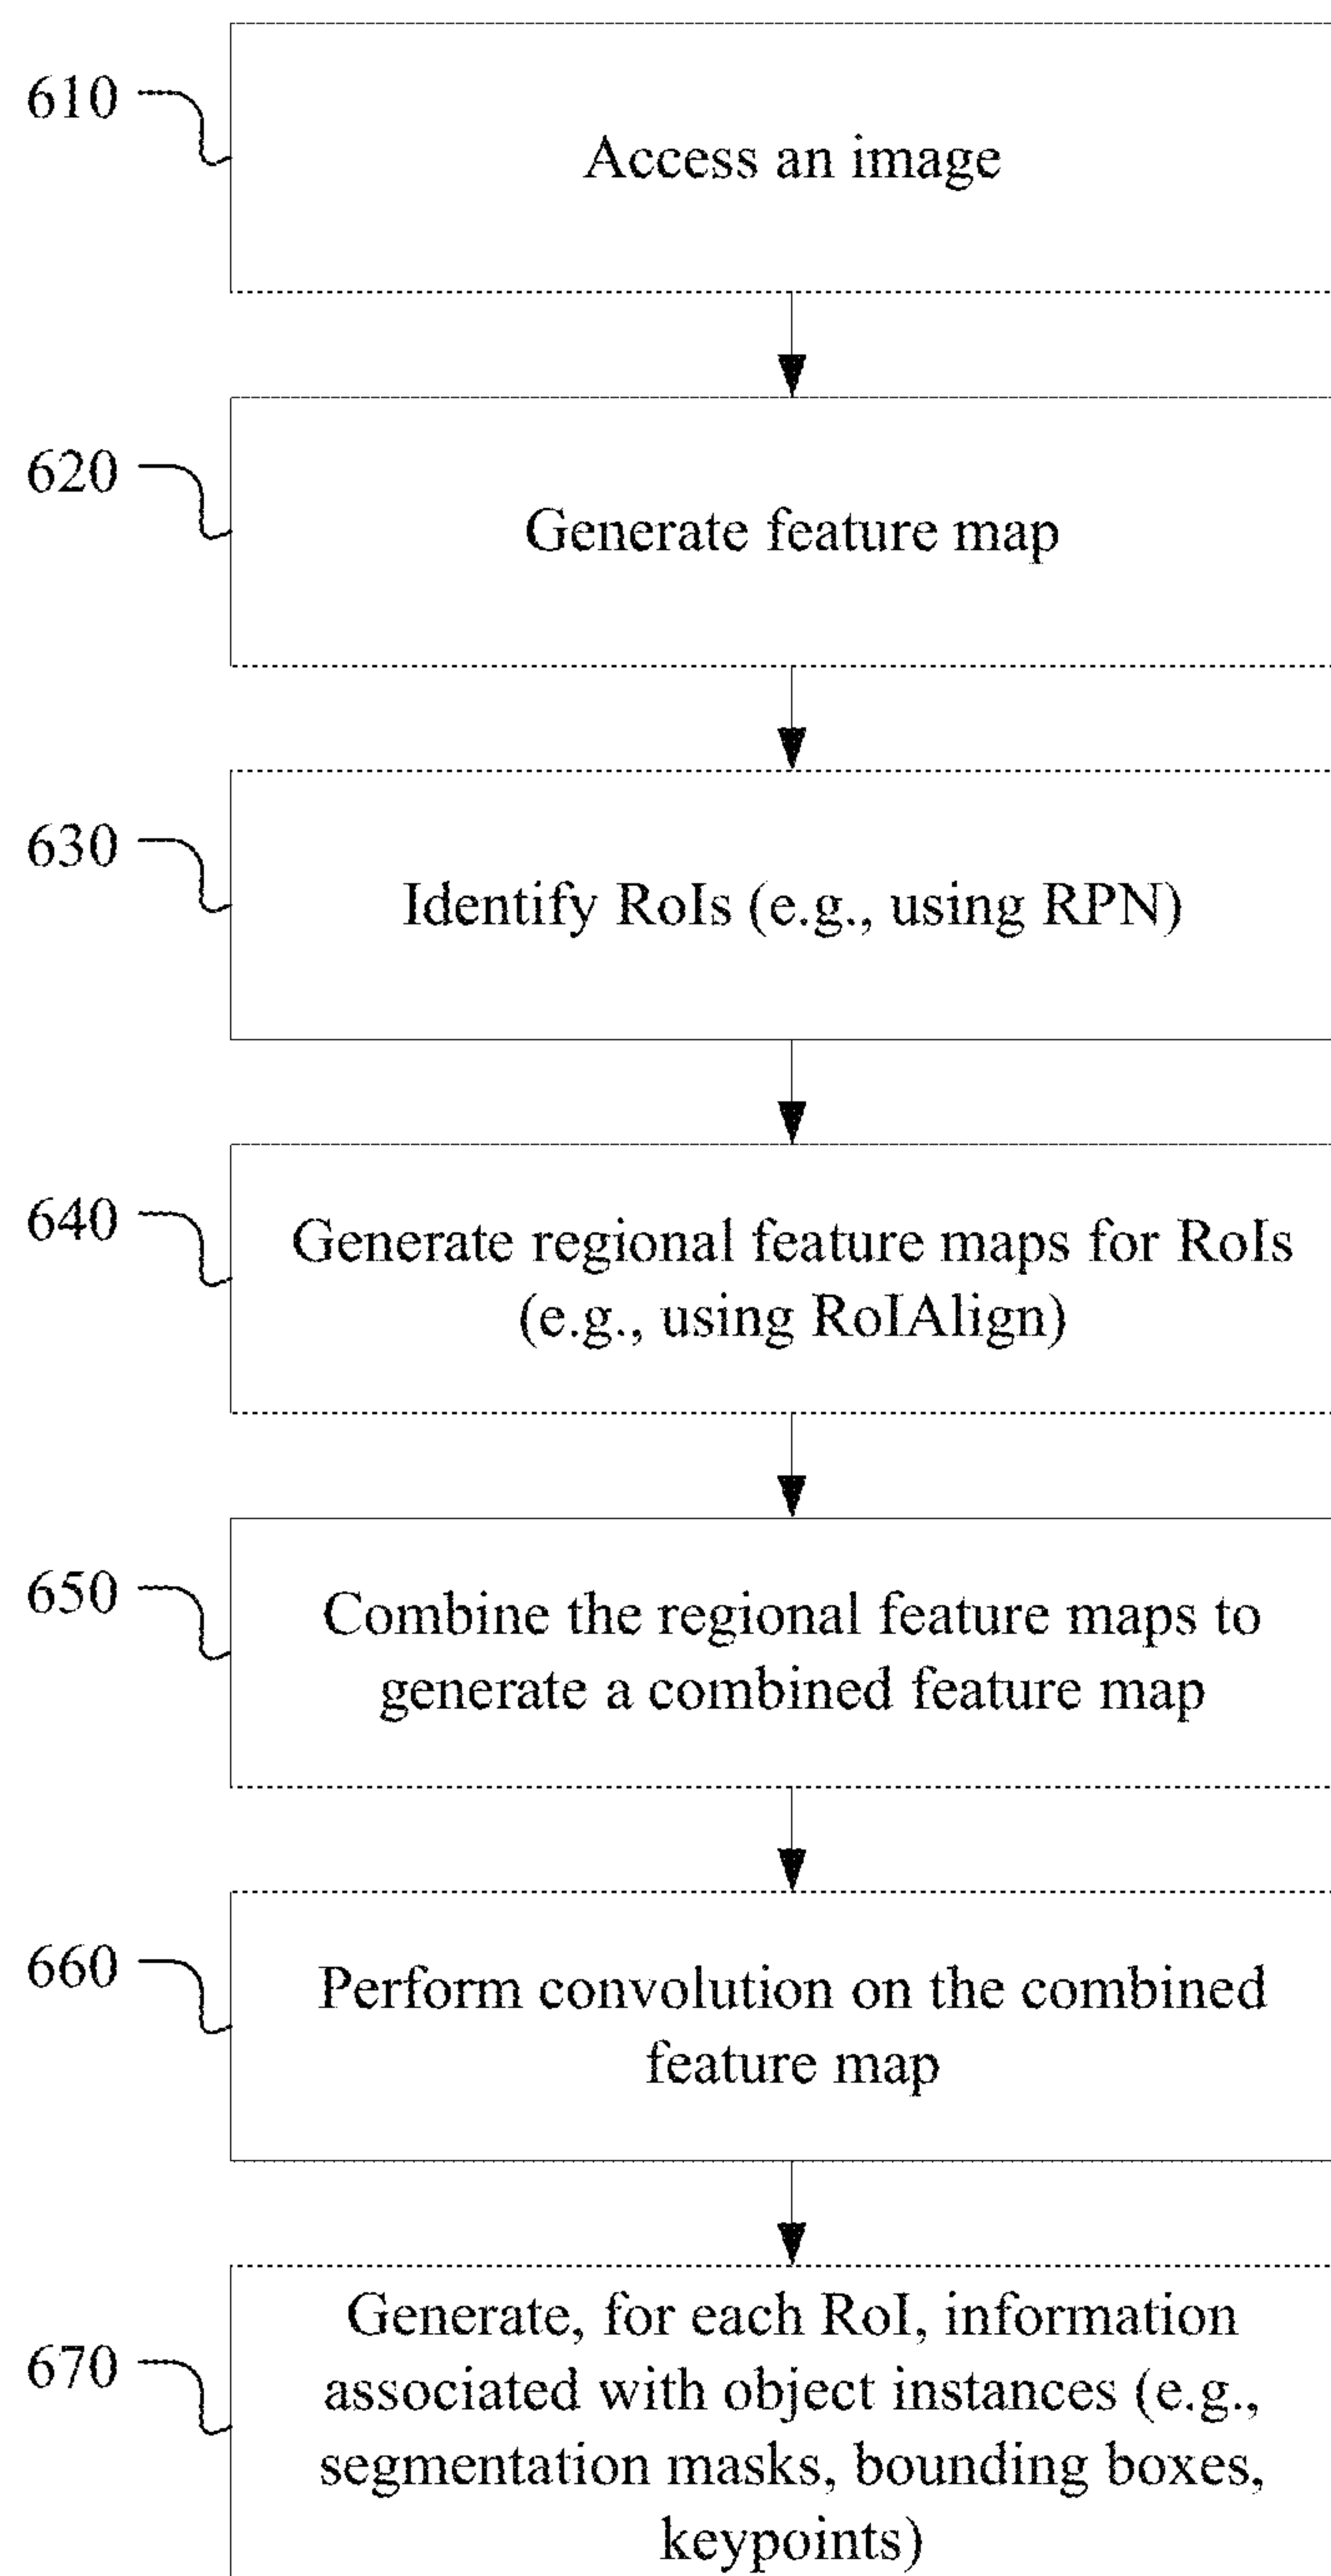 610
Access an image
620
Generate feature map
630
Identify RoIs (e.g., using RPN)
640
Generate regional feature maps for RoIs
(e.g., using RoIAlign)
650
Combine the regional feature maps to
generate a combined feature map
660
Perform convolution on the combined
feature map
670
Generate, for each RoI, information
associated with object instances (e.g.,
segmentation masks, bounding boxes,
keypoints)